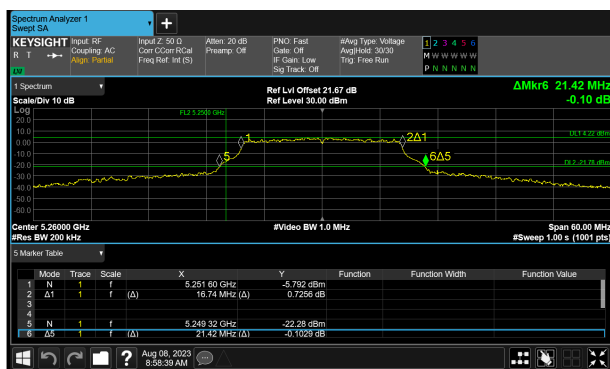 Spectrum Analyzer 1
Swept SA
+
KEYSIGHT Input: RF Input Z: 50 Ω Atten: 20 dB PNO: Fast #Avg Type: Voltage 1 2 3 4 5 6
R T Coupling: AC Corr CCorr RCal Preamp: Off Gate: Off Avg|Hold: 30/30 M W W W W W
Align: Partial Freq Ref: Int (S) IF Gain: Low Trig: Free Run P N N N N N
Sig Track: Off
1 Spectrum Ref Lvl Offset 21.67 dB ΔMkr6 21.42 MHz
Scale/Div 10 dB Ref Level 30.00 dBm -0.10 dB
Log
20.0 FL2 5.2500 GHz
10.0 DL1 4.22 dBm
0.00 1 2Δ1
-10.0
-20.0 5 6Δ5 DL2 -21.78 dBm
-30.0
-40.0
-50.0
-60.0
Center 5.26000 GHz #Video BW 1.0 MHz Span 60.00 MHz
#Res BW 200 kHz #Sweep 1.00 s (1001 pts)
5 Marker Table
Mode Trace Scale X Y Function Function Width Function Value
1 N 1 f 5.251 60 GHz -5.792 dBm
2 Δ1 1 f (Δ) 16.74 MHz (Δ) 0.7256 dB
3
4
5 N 1 f 5.249 32 GHz -22.28 dBm
6 Δ5 1 f (Δ) 21.42 MHz (Δ) -0.1029 dB
? Aug 08, 2023
8:58:39 AM